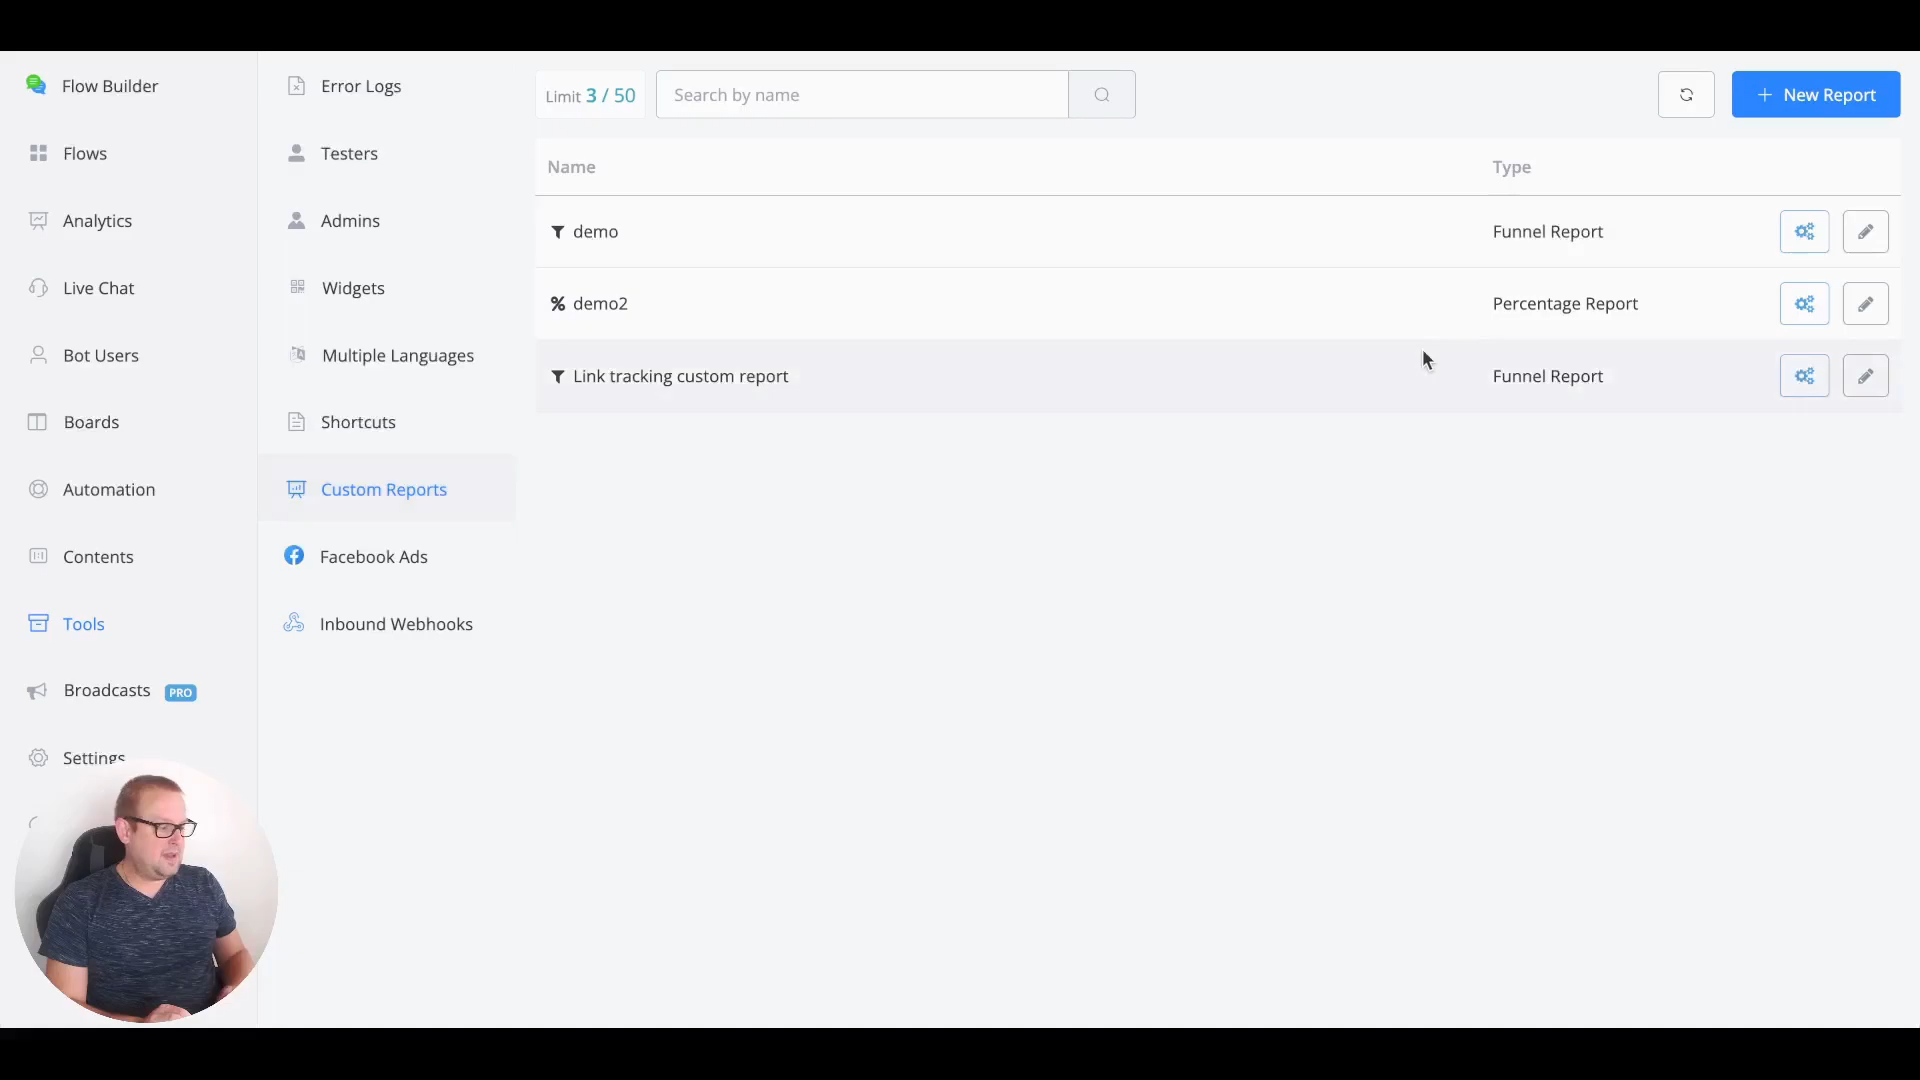 Flow Builder
Flows
Analytics
Live Chat
Bot Users
Boards
Automation
Contents
Tools
Broadcasts PRO
Settings
Error Logs
Testers
Admins
Widgets
Multiple Languages
Shortcuts
Custom Reports
Facebook Ads
Inbound Webhooks
Limit 3 / 50
Search by name
New Report
Name Type
demo Funnel Report
% demo2 Percentage Report
Link tracking custom report Funnel Report